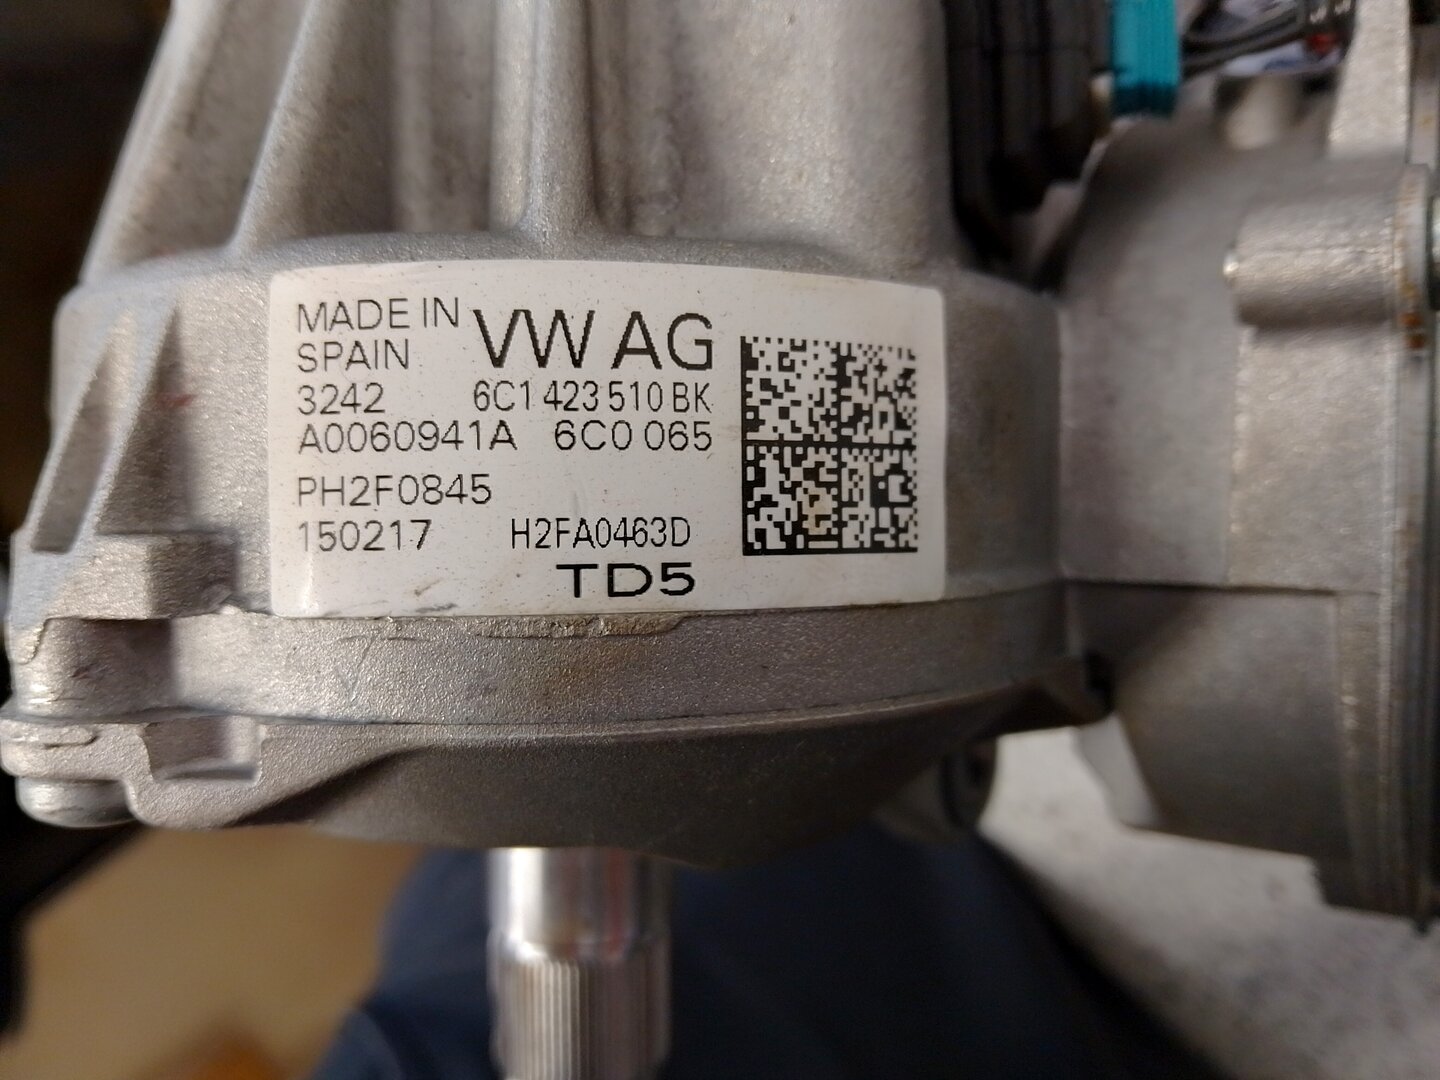 MADE IN VW AG
SPAIN
3242 6C1 423 510 BK
A0060941A 6C0 065
PH2F0845
150217 H2FA0463D
TD5